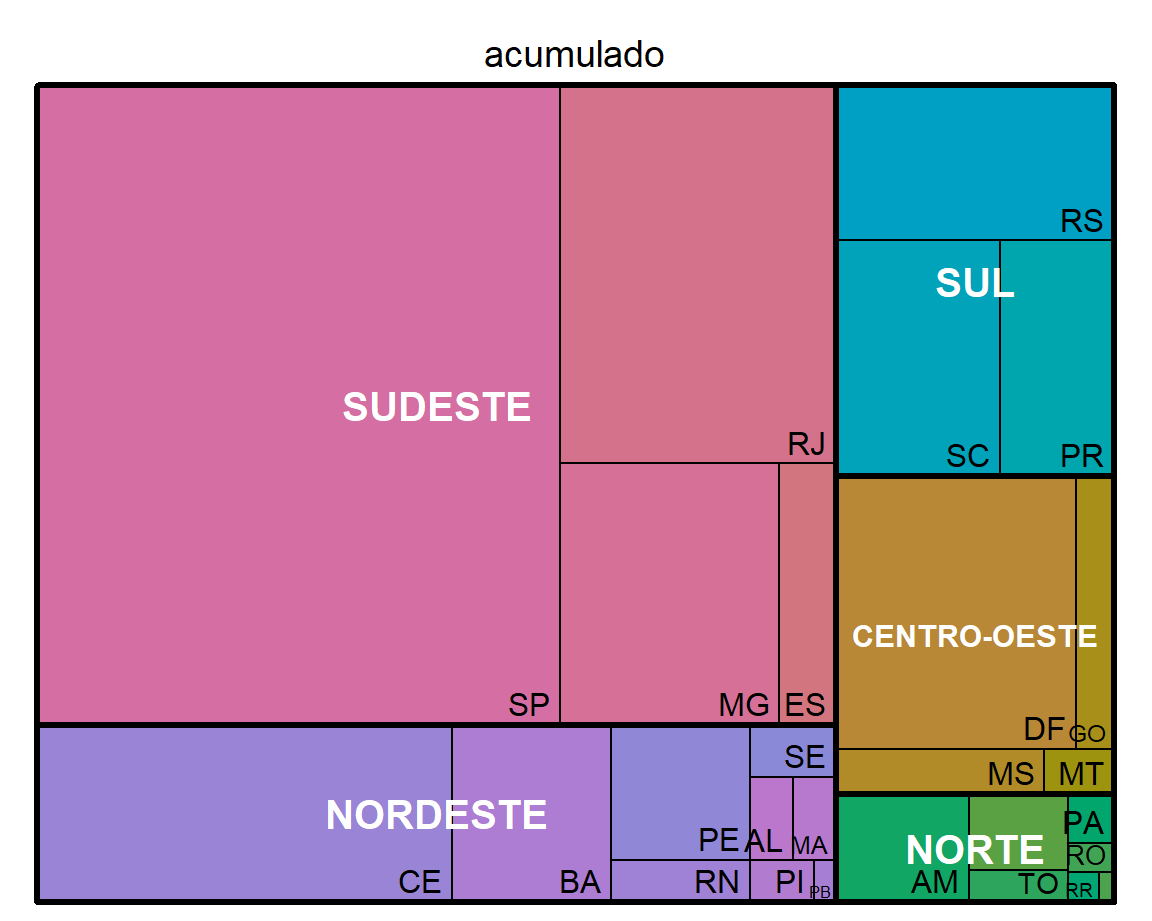 acumulado
RS
SUL
SUDESTE
RJ
SC
PR
CENTRO-OESTE
SP
MG
ES
DF
GO
SE
MS
MT
NORDESTE
PE
AL
MA
PA
NORTE
RO
CE
BA
RN
PI
PB
AM
TO
RR